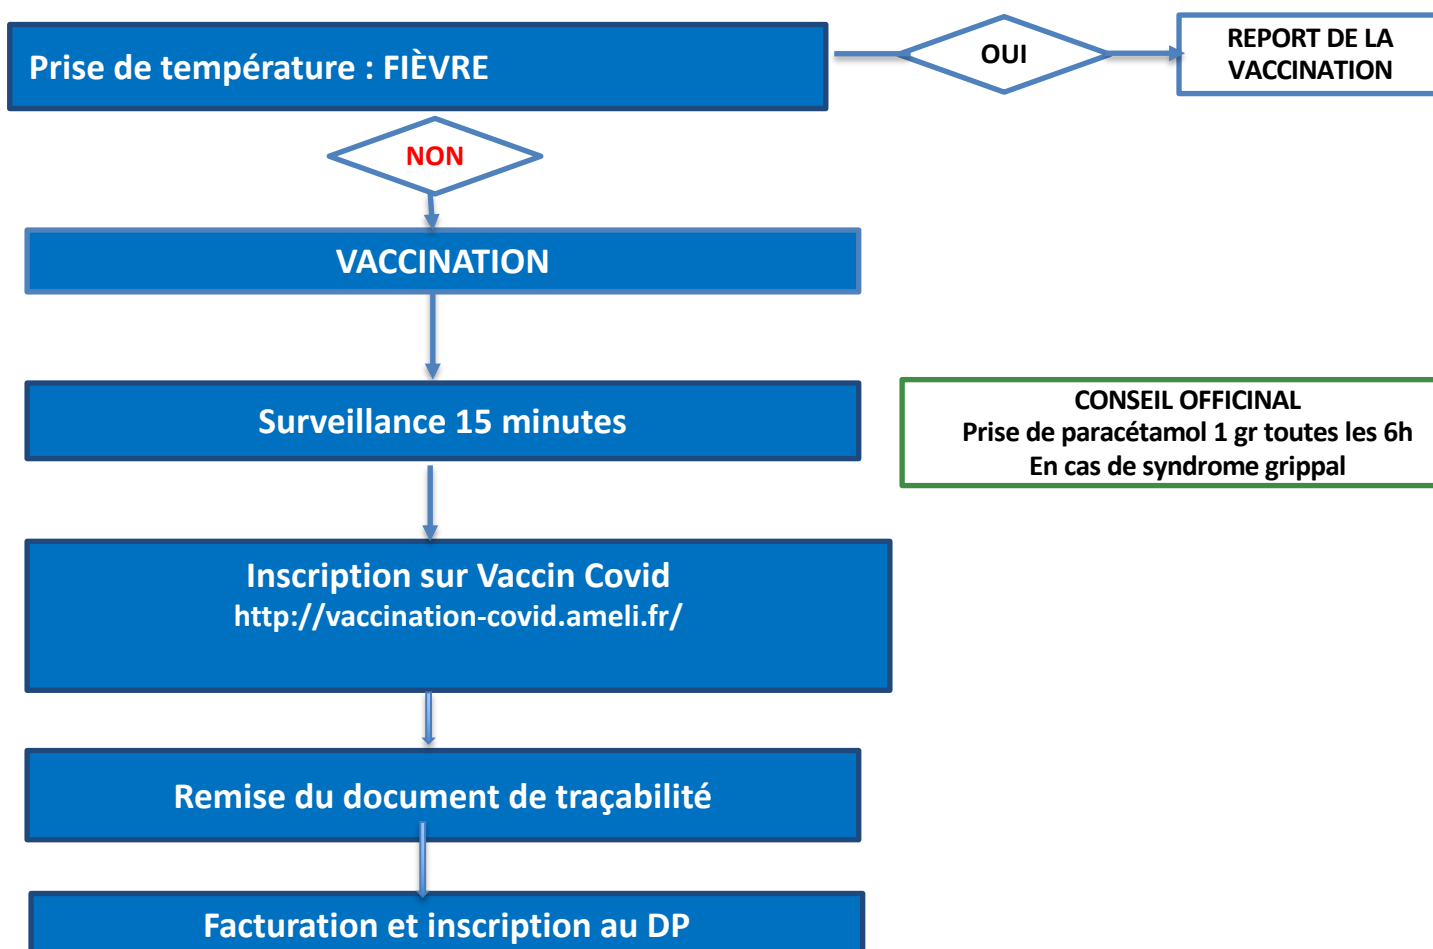 Prise de température : FIÈVRE
OUI
REPORT DE LA
VACCINATION
NON
VACCINATION
Surveillance 15 minutes
CONSEIL OFFICINAL
Prise de paracétamol 1 gr toutes les 6h
En cas de syndrome grippal
Inscription sur Vaccin Covid
http://vaccination-covid.ameli.fr/
Remise du document de traçabilité
Facturation et inscription au DP